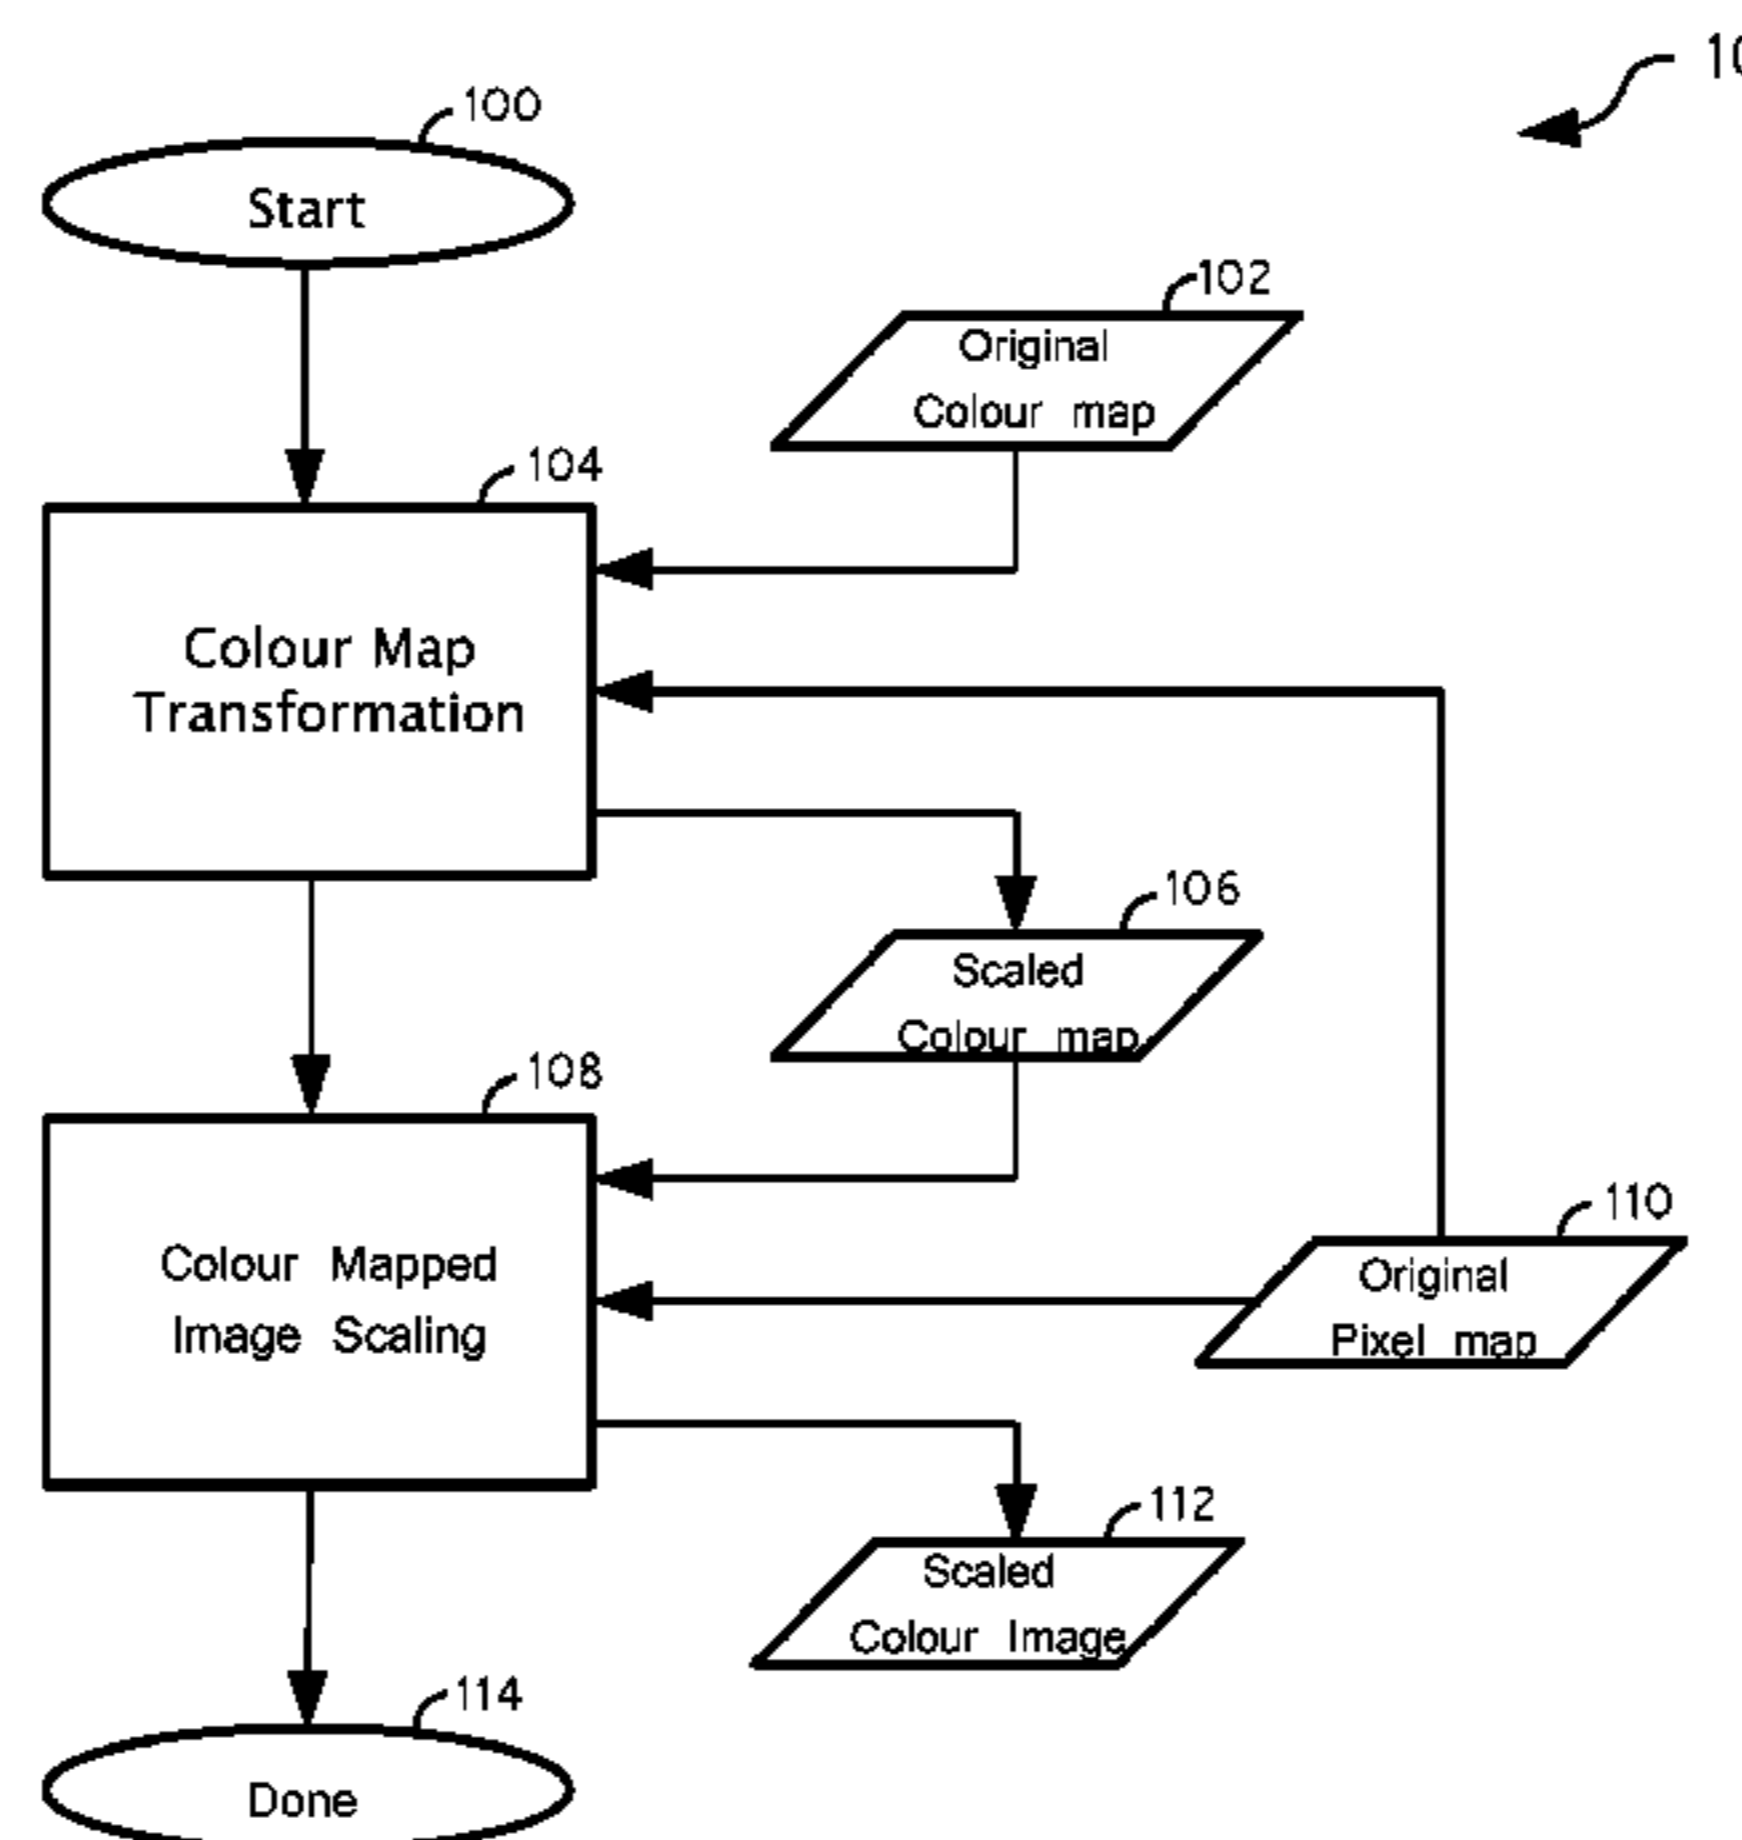 100
Start
102
Original
Colour map
104
Colour Map
Transformation
106
Scaled
Colour map
108
Colour Mapped
Image Scaling
110
Original
Pixel map
112
Scaled
Colour Image
114
Done